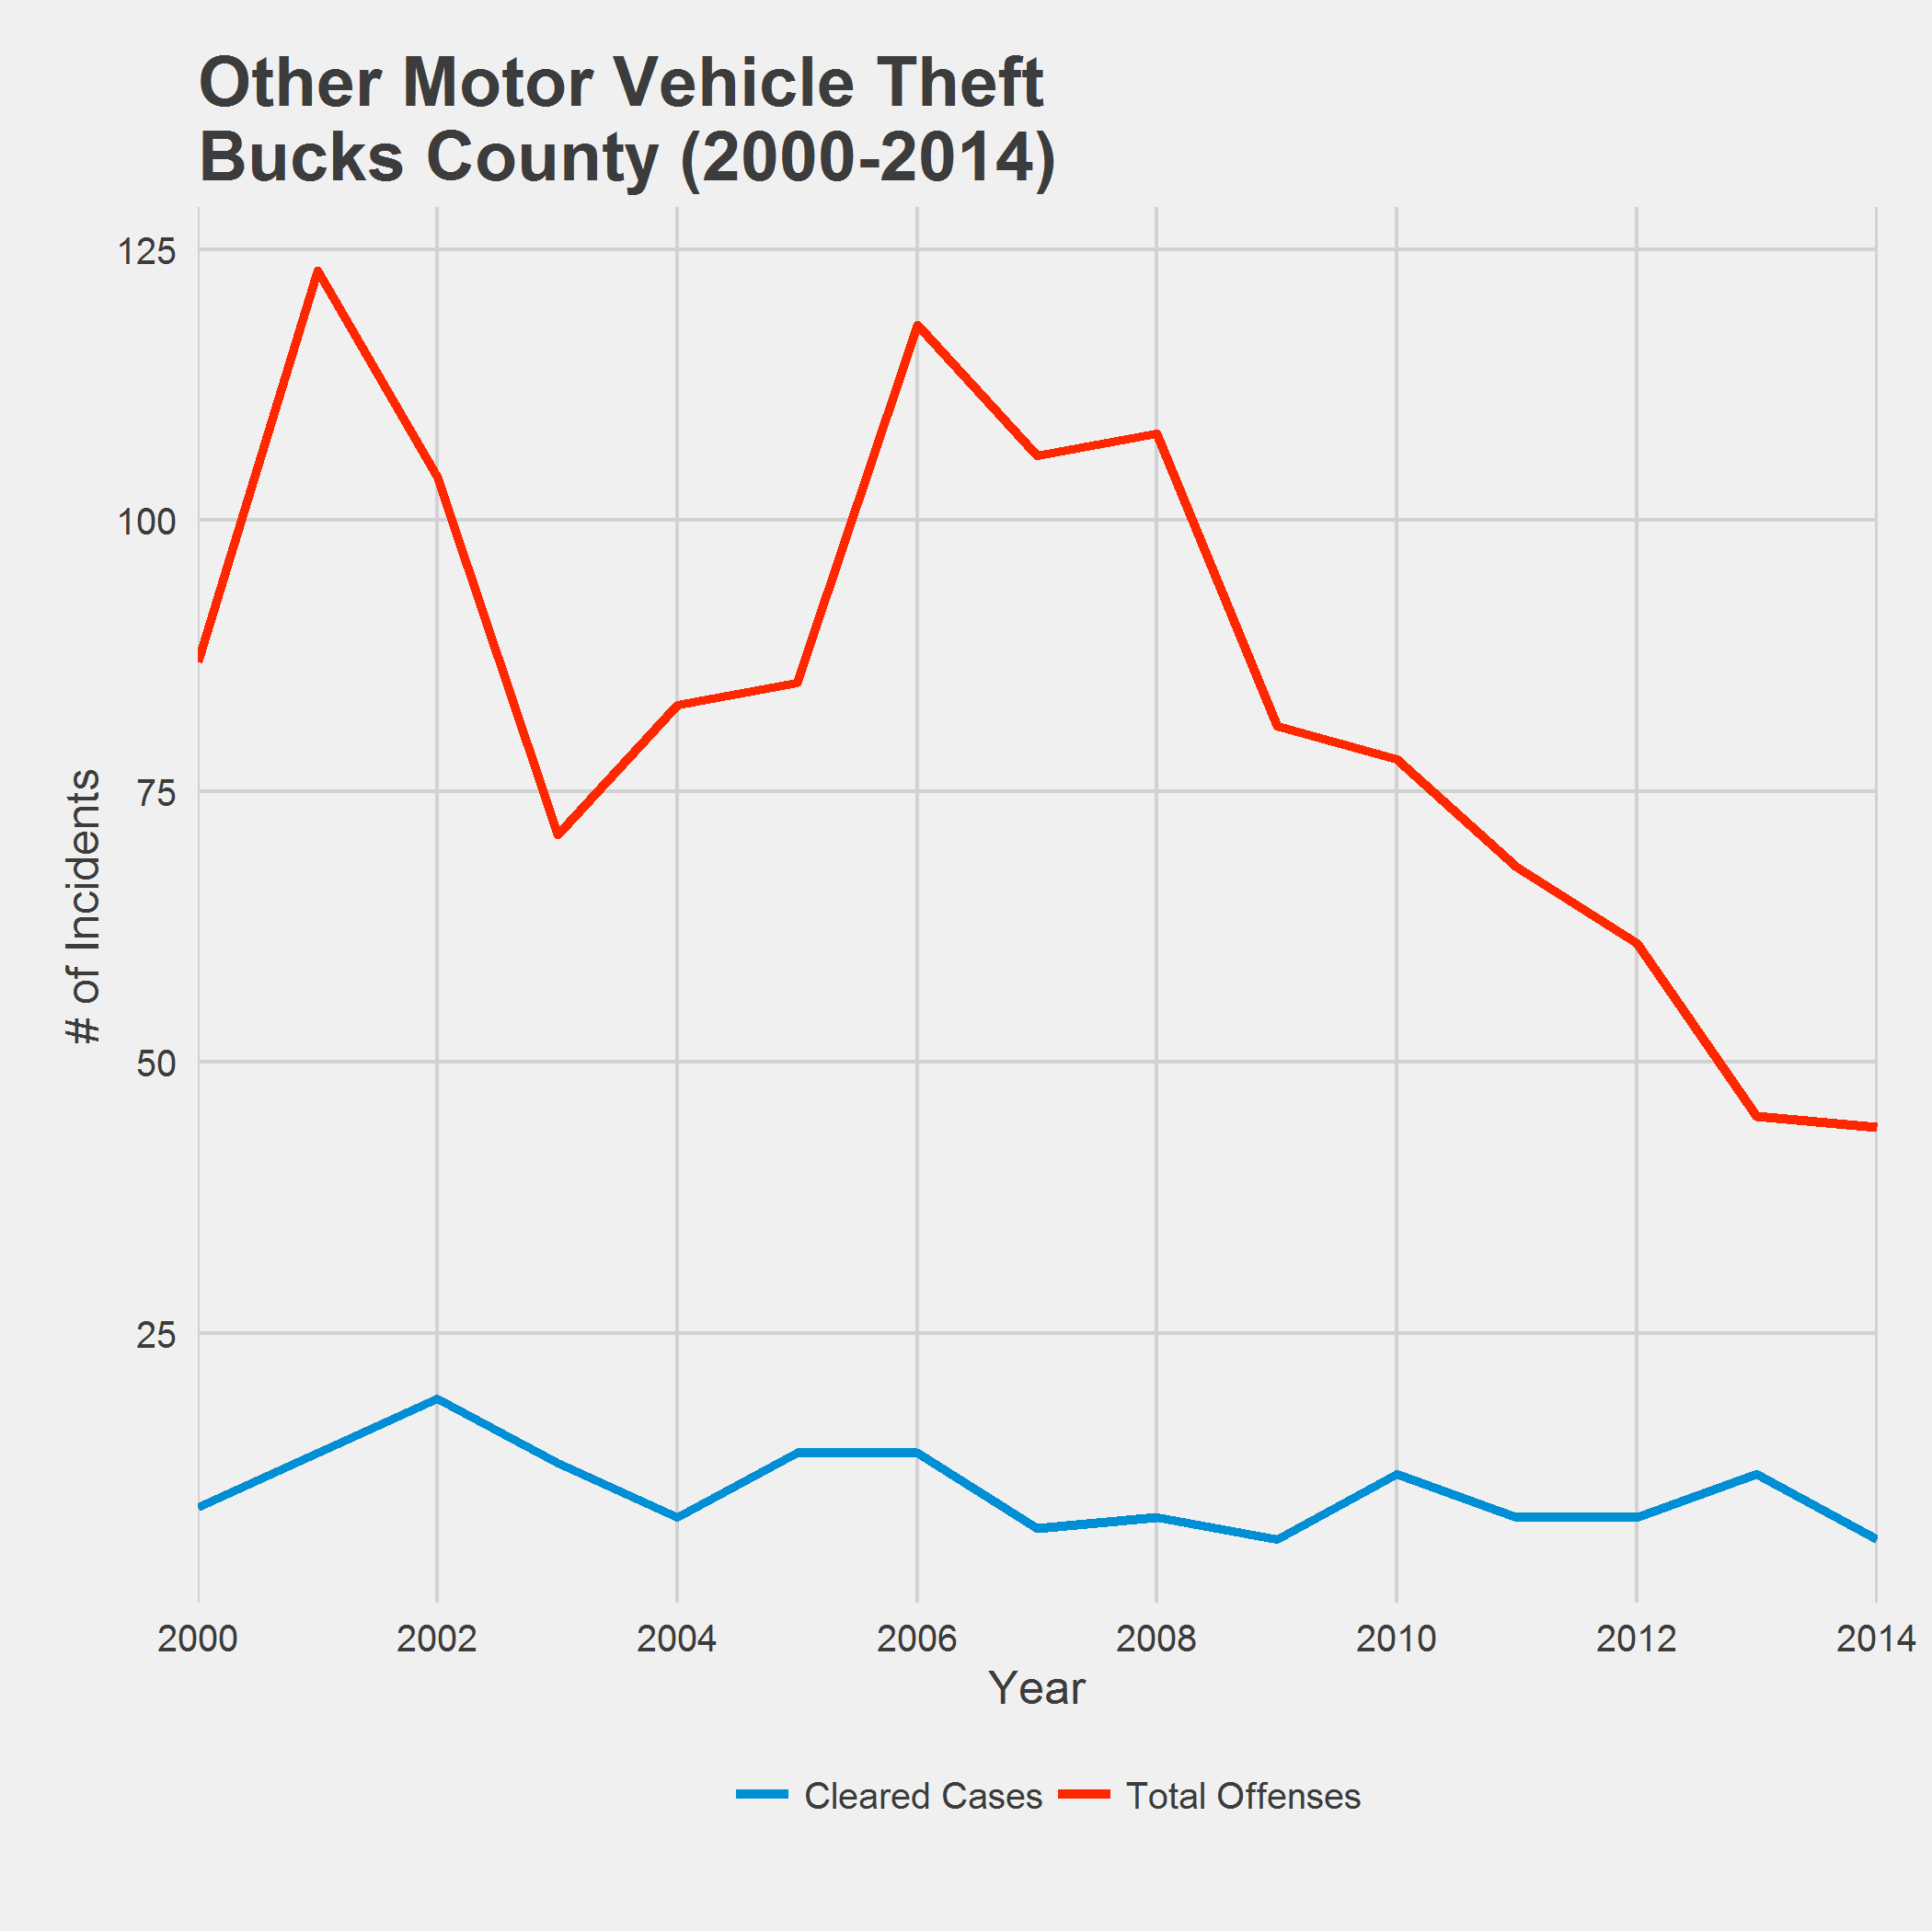 Other Motor Vehicle Theft
Bucks County (2000-2014)
125
100
75
50
25
# of Incidents
2000 2002 2004 2006 2008 2010 2012 2014
Year
Cleared Cases Total Offenses